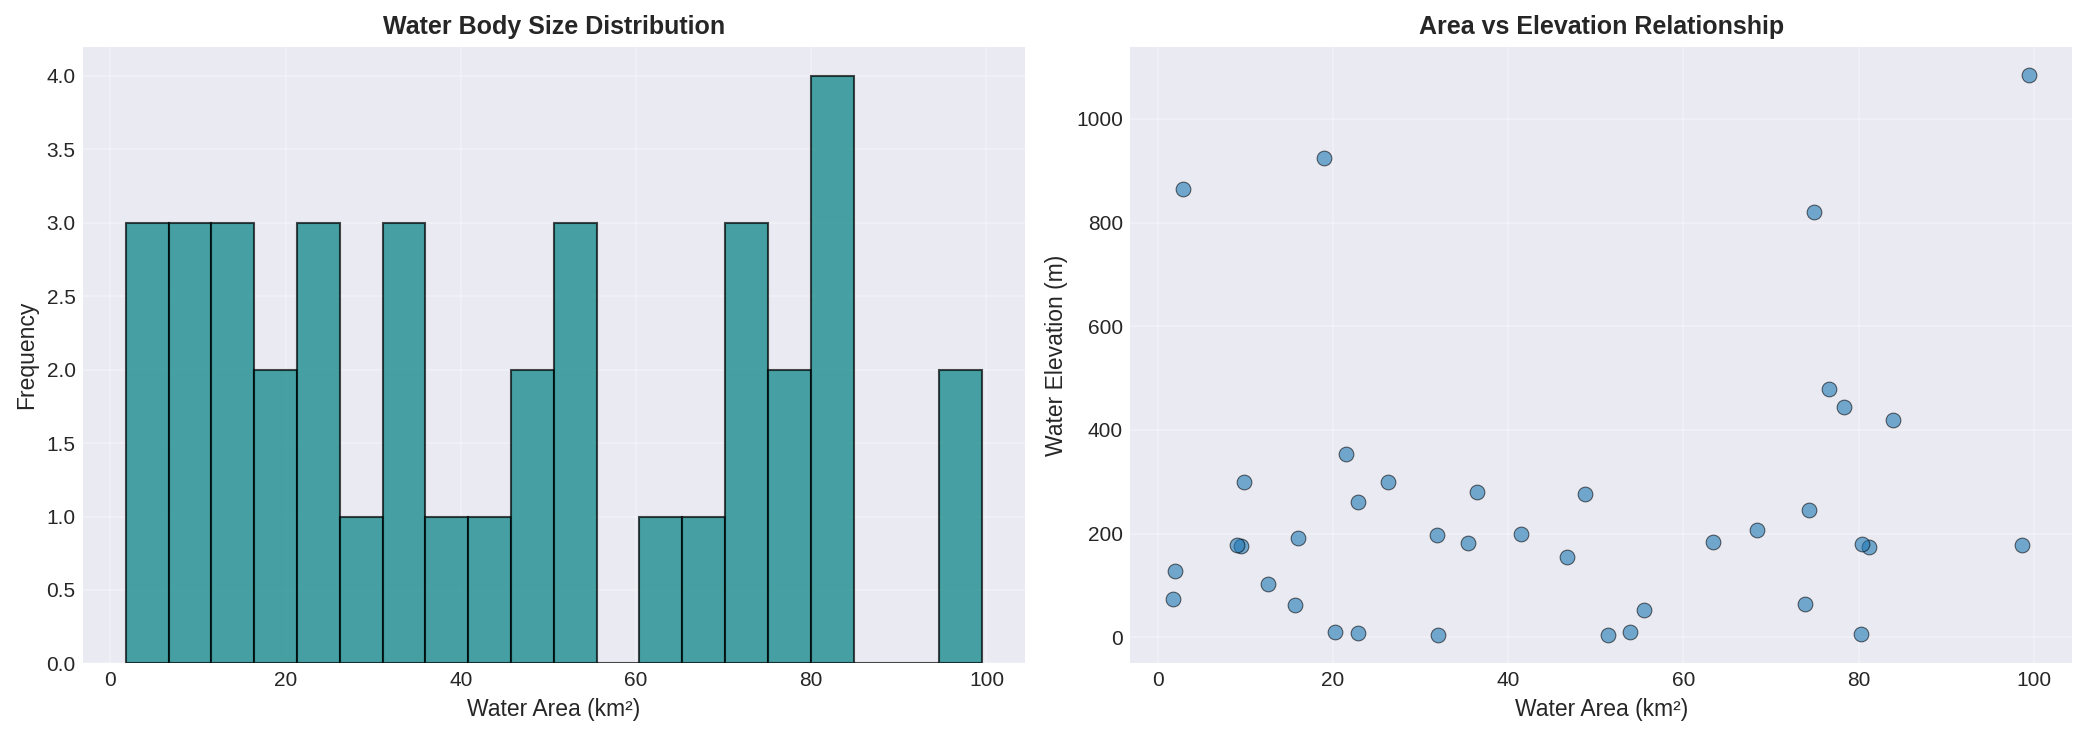 Water Body Size Distribution
4.0
3.5
3.0
2.5
2.0
1.5
1.0
0.5
0.0
Frequency
0 20 40 60 80 100
Water Area (km²)
Area vs Elevation Relationship
1000
800
600
400
200
0
Water Elevation (m)
0 20 40 60 80 100
Water Area (km²)